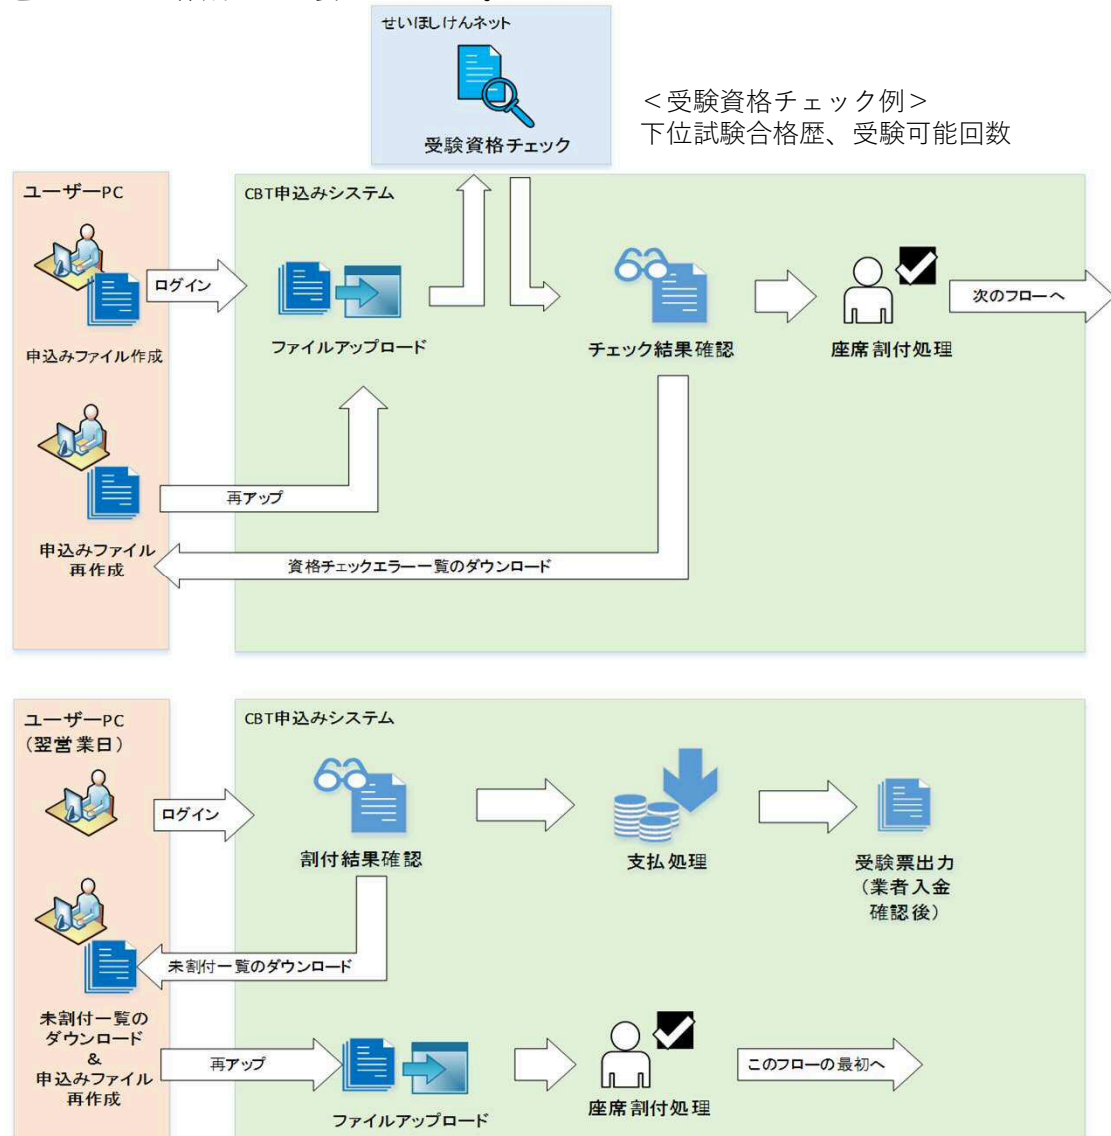 せいほしけんネット
受験資格チェック
＜受験資格チェック例＞
下位試験合格歴、受験可能回数
ユーザーPC
CBT申込みシステム
ログイン
申込みファイル作成
ファイルアップロード
チェック結果確認
座席割付処理
次のフローへ
再アップ
申込みファイル
再作成
資格チェックエラー一覧のダウンロード
ユーザーPC
（翌営業日）
CBT申込みシステム
ログイン
割付結果確認
支払処理
受験票出力
（業者入金
確認後）
未割付一覧のダウンロード
未割付一覧の
ダウンロード
&
申込みファイル
再作成
再アップ
ファイルアップロード
座席割付処理
このフローの最初へ